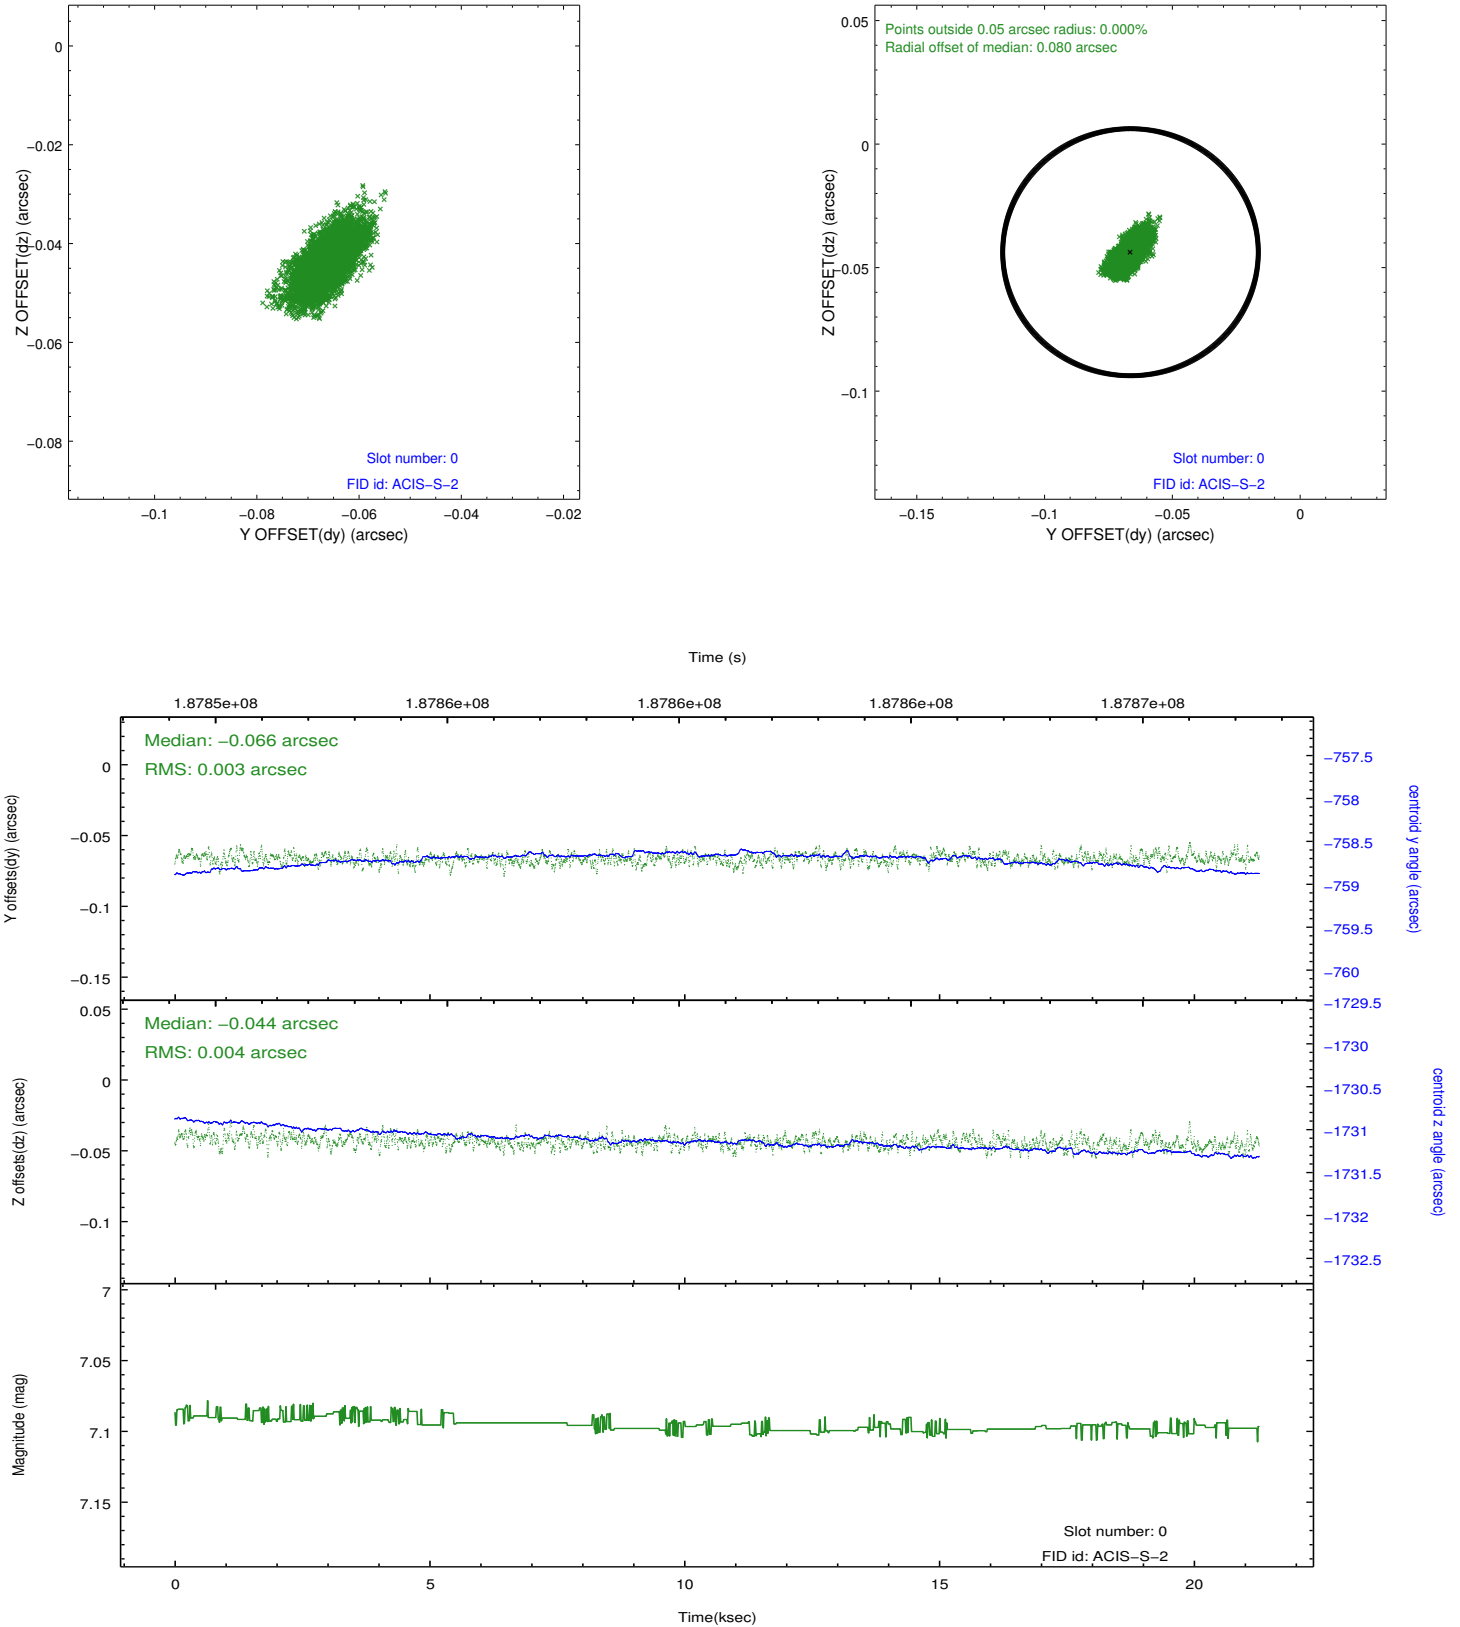 0
−0.02
−0.04
−0.06
−0.08
Z OFFSET(dz) (arcsec)
Slot number: 0
FID id: ACIS−S−2
−0.1
−0.08
−0.06
−0.04
−0.02
Y OFFSET(dy) (arcsec)
Points outside 0.05 arcsec radius: 0.000%
Radial offset of median: 0.080 arcsec
0.05
0
−0.05
−0.1
Z OFFSET(dz) (arcsec)
Slot number: 0
FID id: ACIS−S−2
−0.15
−0.1
−0.05
0
Y OFFSET(dy) (arcsec)
Time (s)
1.8785e+08
1.8786e+08
1.8786e+08
1.8786e+08
1.8787e+08
Median: −0.066 arcsec
RMS: 0.003 arcsec
0
−0.05
−0.1
−0.15
Y offsets(dy) (arcsec)
−757.5
−758
−758.5
−759
−759.5
−760
centroid y angle (arcsec)
Median: −0.044 arcsec
RMS: 0.004 arcsec
0.05
0
−0.05
−0.1
Z offsets(dz) (arcsec)
−1729.5
−1730
−1730.5
−1731
−1731.5
−1732
−1732.5
centroid z angle (arcsec)
7
7.05
7.1
7.15
Magnitude (mag)
Slot number: 0
FID id: ACIS−S−2
0
5
10
15
20
Time(ksec)